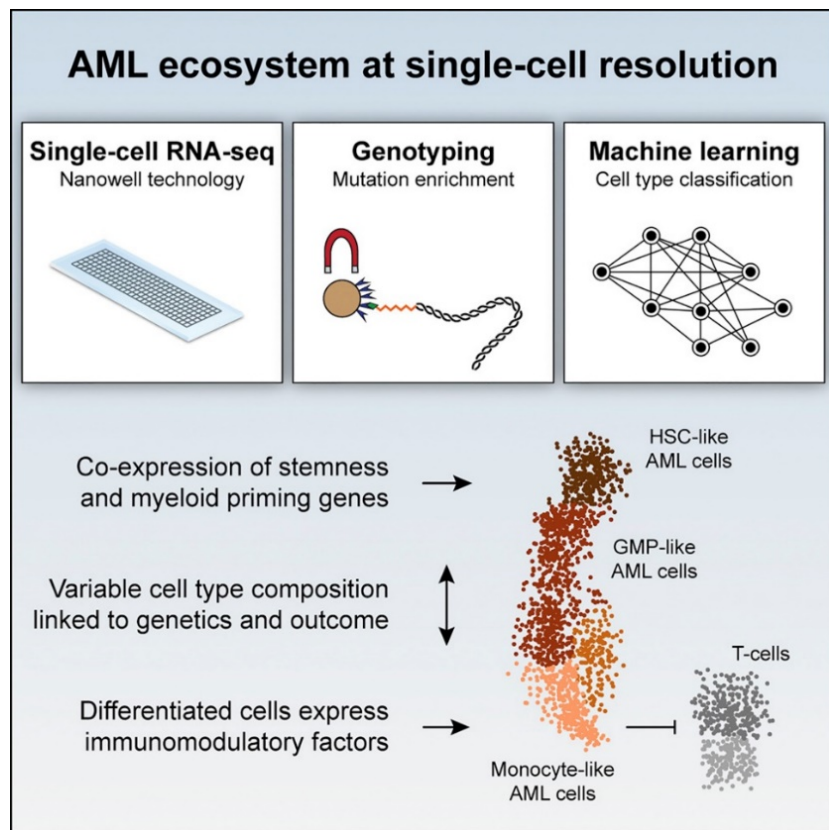 AML ecosystem at single-cell resolution
Single-cell RNA-seq
Nanowell technology
Genotyping
Mutation enrichment
Machine learning
Cell type classification
Co-expression of stemness
and myeloid priming genes
HSC-like
AML cells
GMP-like
AML cells
Variable cell type composition
linked to genetics and outcome
T-cells
Differentiated cells express
immunomodulatory factors
Monocyte-like
AML cells